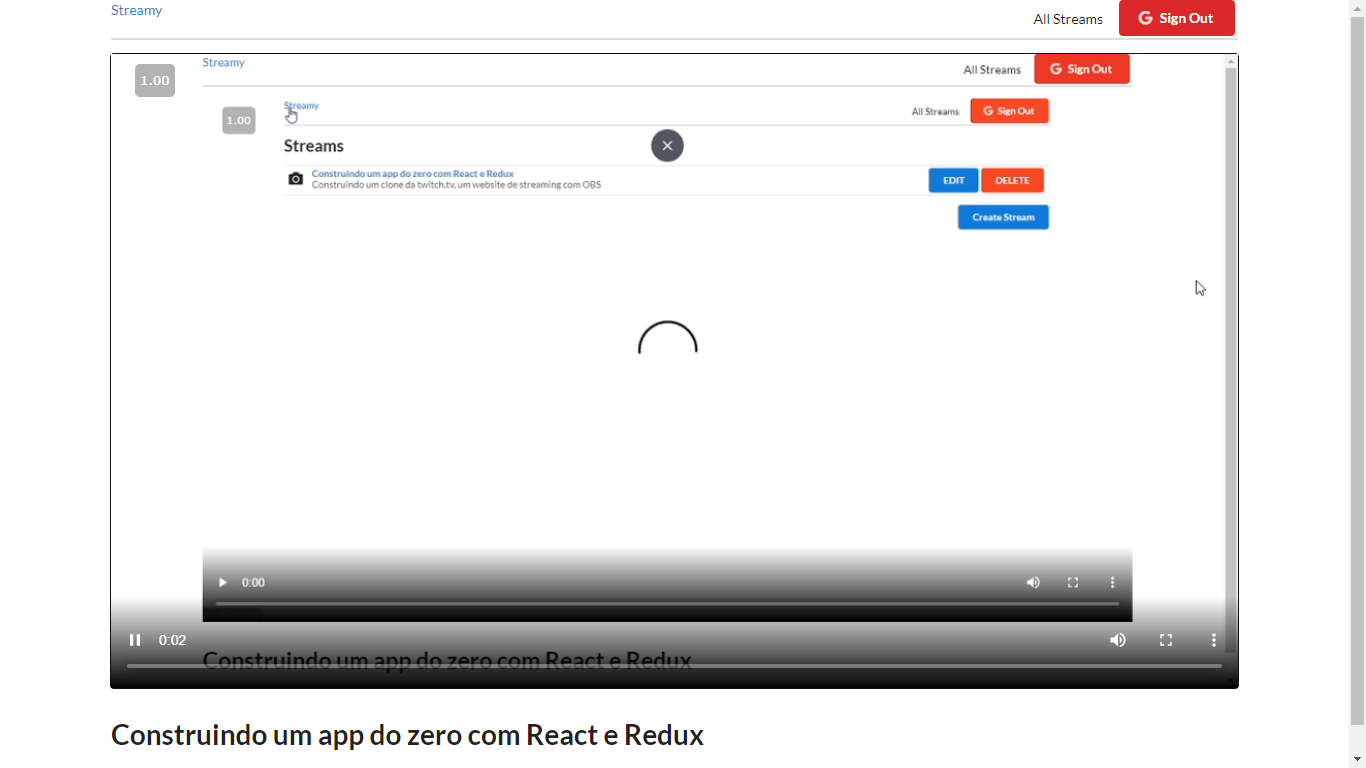 Streamy
All Streams
Sign Out
1.00
Streamy
All Streams
Sign Out
1.00
Streamy
All Streams
Sign Out
Streams
Construindo um app do zero com React e Redux
Construindo um clone da twitch.tv, um website de streaming com OBS
EDIT
DELETE
Create Stream
0:00
0:02
Construindo um app do zero com React e Redux
Construindo um app do zero com React e Redux